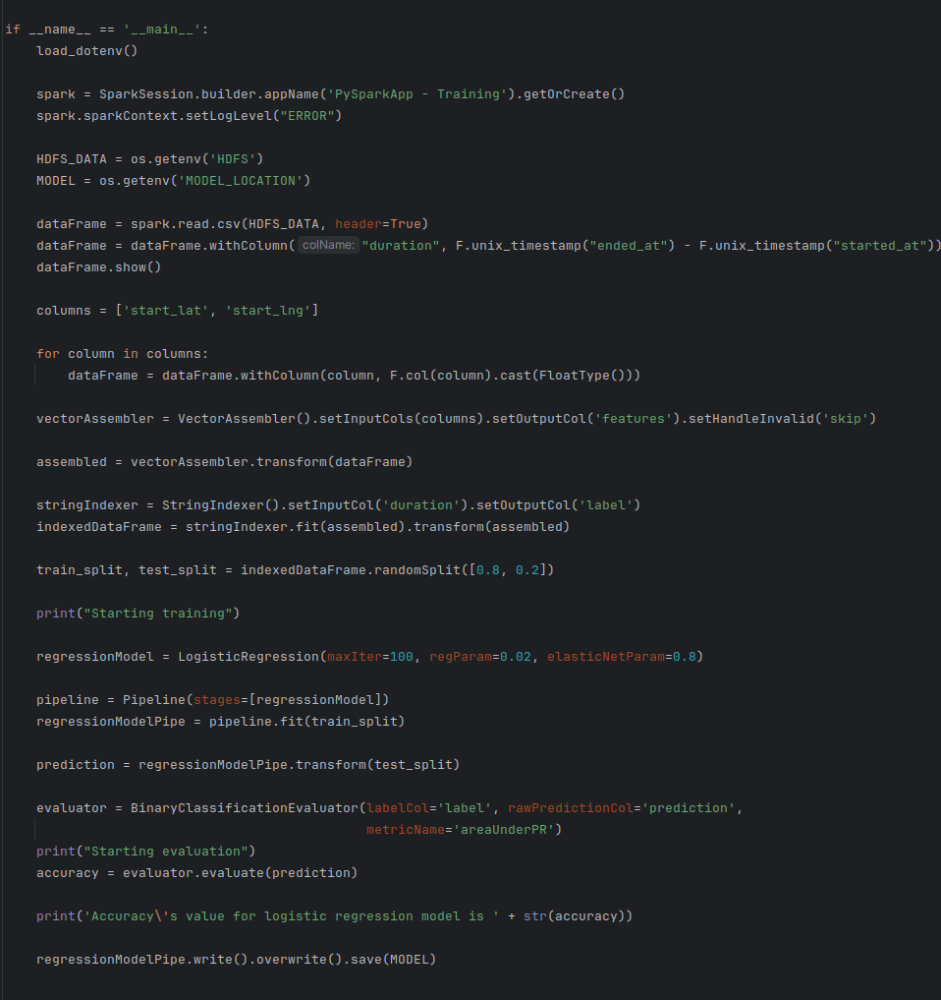 if __name__ == '__main__':
    load_dotenv()

    spark = SparkSession.builder.appName('PySparkApp - Training').getOrCreate()
    spark.sparkContext.setLogLevel("ERROR")

    HDFS_DATA = os.getenv('HDFS')
    MODEL = os.getenv('MODEL_LOCATION')

    dataFrame = spark.read.csv(HDFS_DATA, header=True)
    dataFrame = dataFrame.withColumn( colName: "duration", F.unix_timestamp("ended_at") - F.unix_timestamp("started_at"))
    dataFrame.show()

    columns = ['start_lat', 'start_lng']

    for column in columns:
        dataFrame = dataFrame.withColumn(column, F.col(column).cast(FloatType()))

    vectorAssembler = VectorAssembler().setInputCols(columns).setOutputCol('features').setHandleInvalid('skip')

    assembled = vectorAssembler.transform(dataFrame)

    stringIndexer = StringIndexer().setInputCol('duration').setOutputCol('label')
    indexedDataFrame = stringIndexer.fit(assembled).transform(assembled)

    train_split, test_split = indexedDataFrame.randomSplit([0.8, 0.2])

    print("Starting training")

    regressionModel = LogisticRegression(maxIter=100, regParam=0.02, elasticNetParam=0.8)

    pipeline = Pipeline(stages=[regressionModel])
    regressionModelPipe = pipeline.fit(train_split)

    prediction = regressionModelPipe.transform(test_split)

    evaluator = BinaryClassificationEvaluator(labelCol='label', rawPredictionCol='prediction',
                                              metricName='areaUnderPR')
    print("Starting evaluation")
    accuracy = evaluator.evaluate(prediction)

    print('Accuracy\'s value for logistic regression model is ' + str(accuracy))

    regressionModelPipe.write().overwrite().save(MODEL)